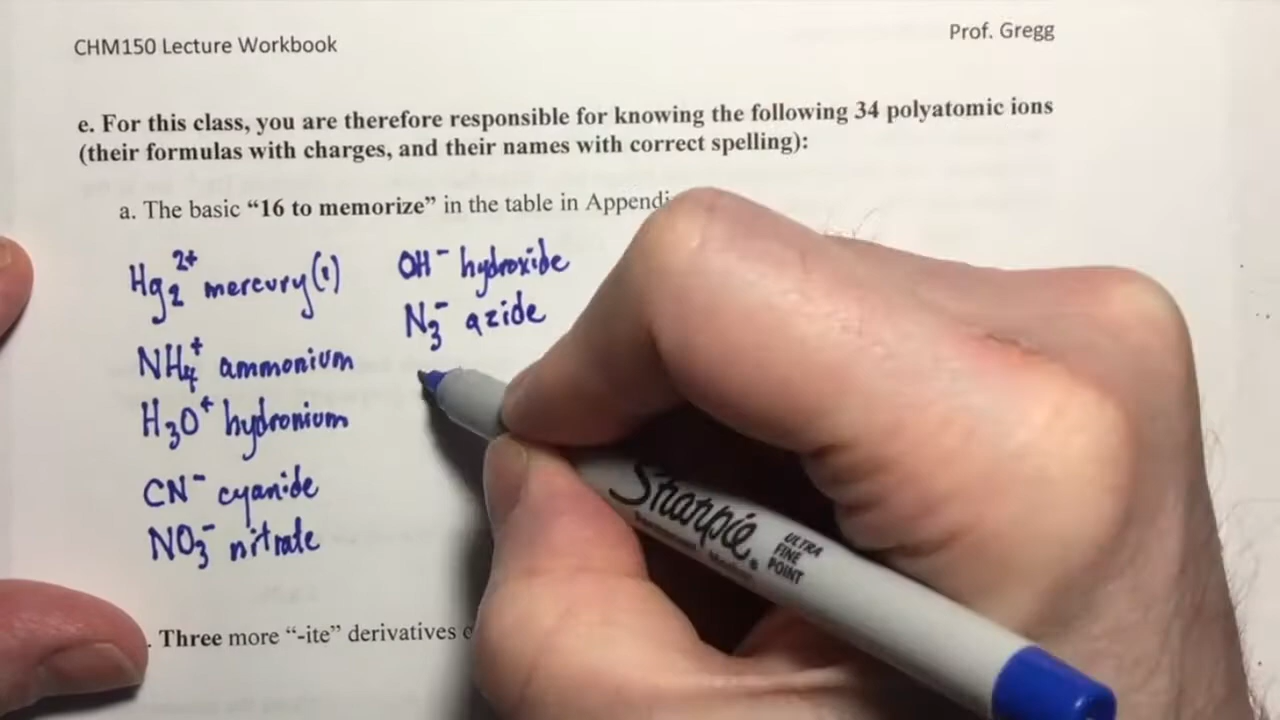 CHM150 Lecture Workbook
Prof. Gregg
e. For this class, you are therefore responsible for knowing the following 34 polyatomic ions
(their formulas with charges, and their names with correct spelling):
a. The basic “16 to memorize” in the table in
Hg₂²⁺ mercury(I)
NH₄⁺ ammonium
H₃O⁺ hydronium
CN⁻ cyanide
NO₃⁻ nitrate
OH⁻ hydroxide
N₃⁻ azide
. Three more “-ite” derivatives
Sharpie
ULTRA
FINE
POINT